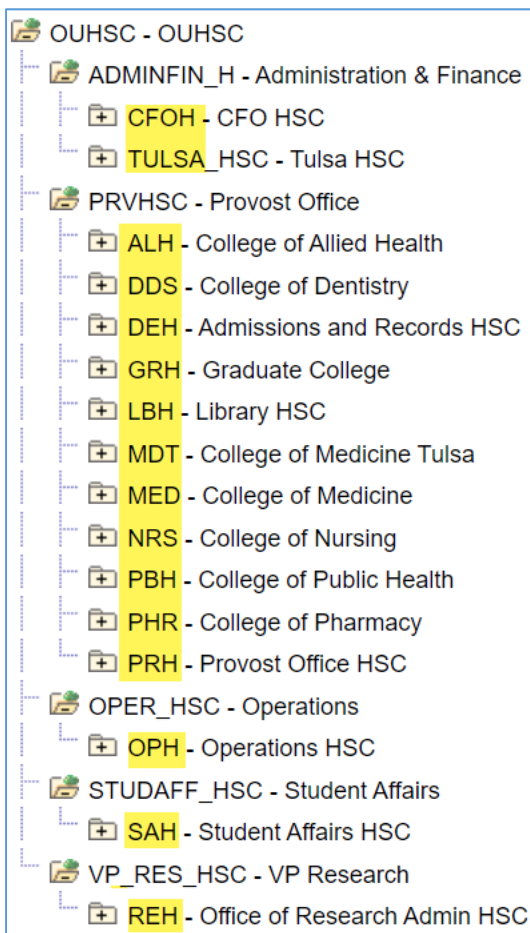 OUHSC - OUHSC
ADMINFIN_H - Administration & Finance
CFOH - CFO HSC
TULSA_HSC - Tulsa HSC
PRVHSC - Provost Office
ALH - College of Allied Health
DDS - College of Dentistry
DEH - Admissions and Records HSC
GRH - Graduate College
LBH - Library HSC
MDT - College of Medicine Tulsa
MED - College of Medicine
NRS - College of Nursing
PBH - College of Public Health
PHR - College of Pharmacy
PRH - Provost Office HSC
OPER_HSC - Operations
OPH - Operations HSC
STUDAFF_HSC - Student Affairs
SAH - Student Affairs HSC
VP_RES_HSC - VP Research
REH - Office of Research Admin HSC